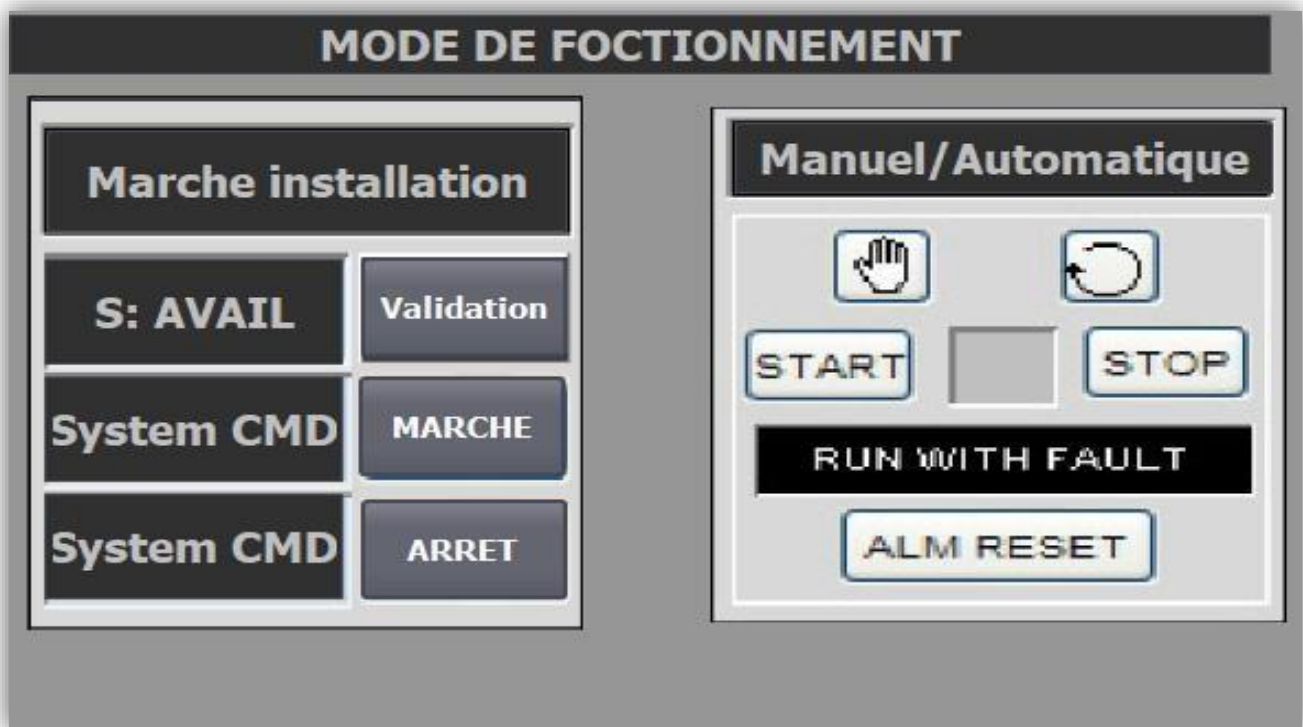 MODE DE FOCTIONNEMENT
Marche installation
S: AVAIL
Validation
System CMD
MARCHE
System CMD
ARRET
Manuel/Automatique
START
STOP
RUN WITH FAULT
ALM RESET